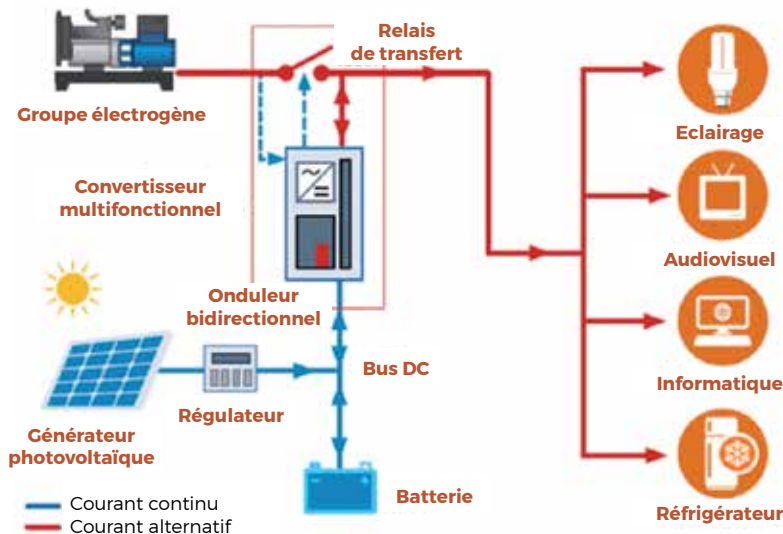 Relais
de transfert
Groupe électrogène
Eclairage
Convertisseur
multifonctionnel
Audiovisuel
Onduleur
bidirectionnel
Bus DC
Informatique
Régulateur
Générateur
photovoltaïque
Batterie
Courant continu
Courant alternatif
Réfrigérateur